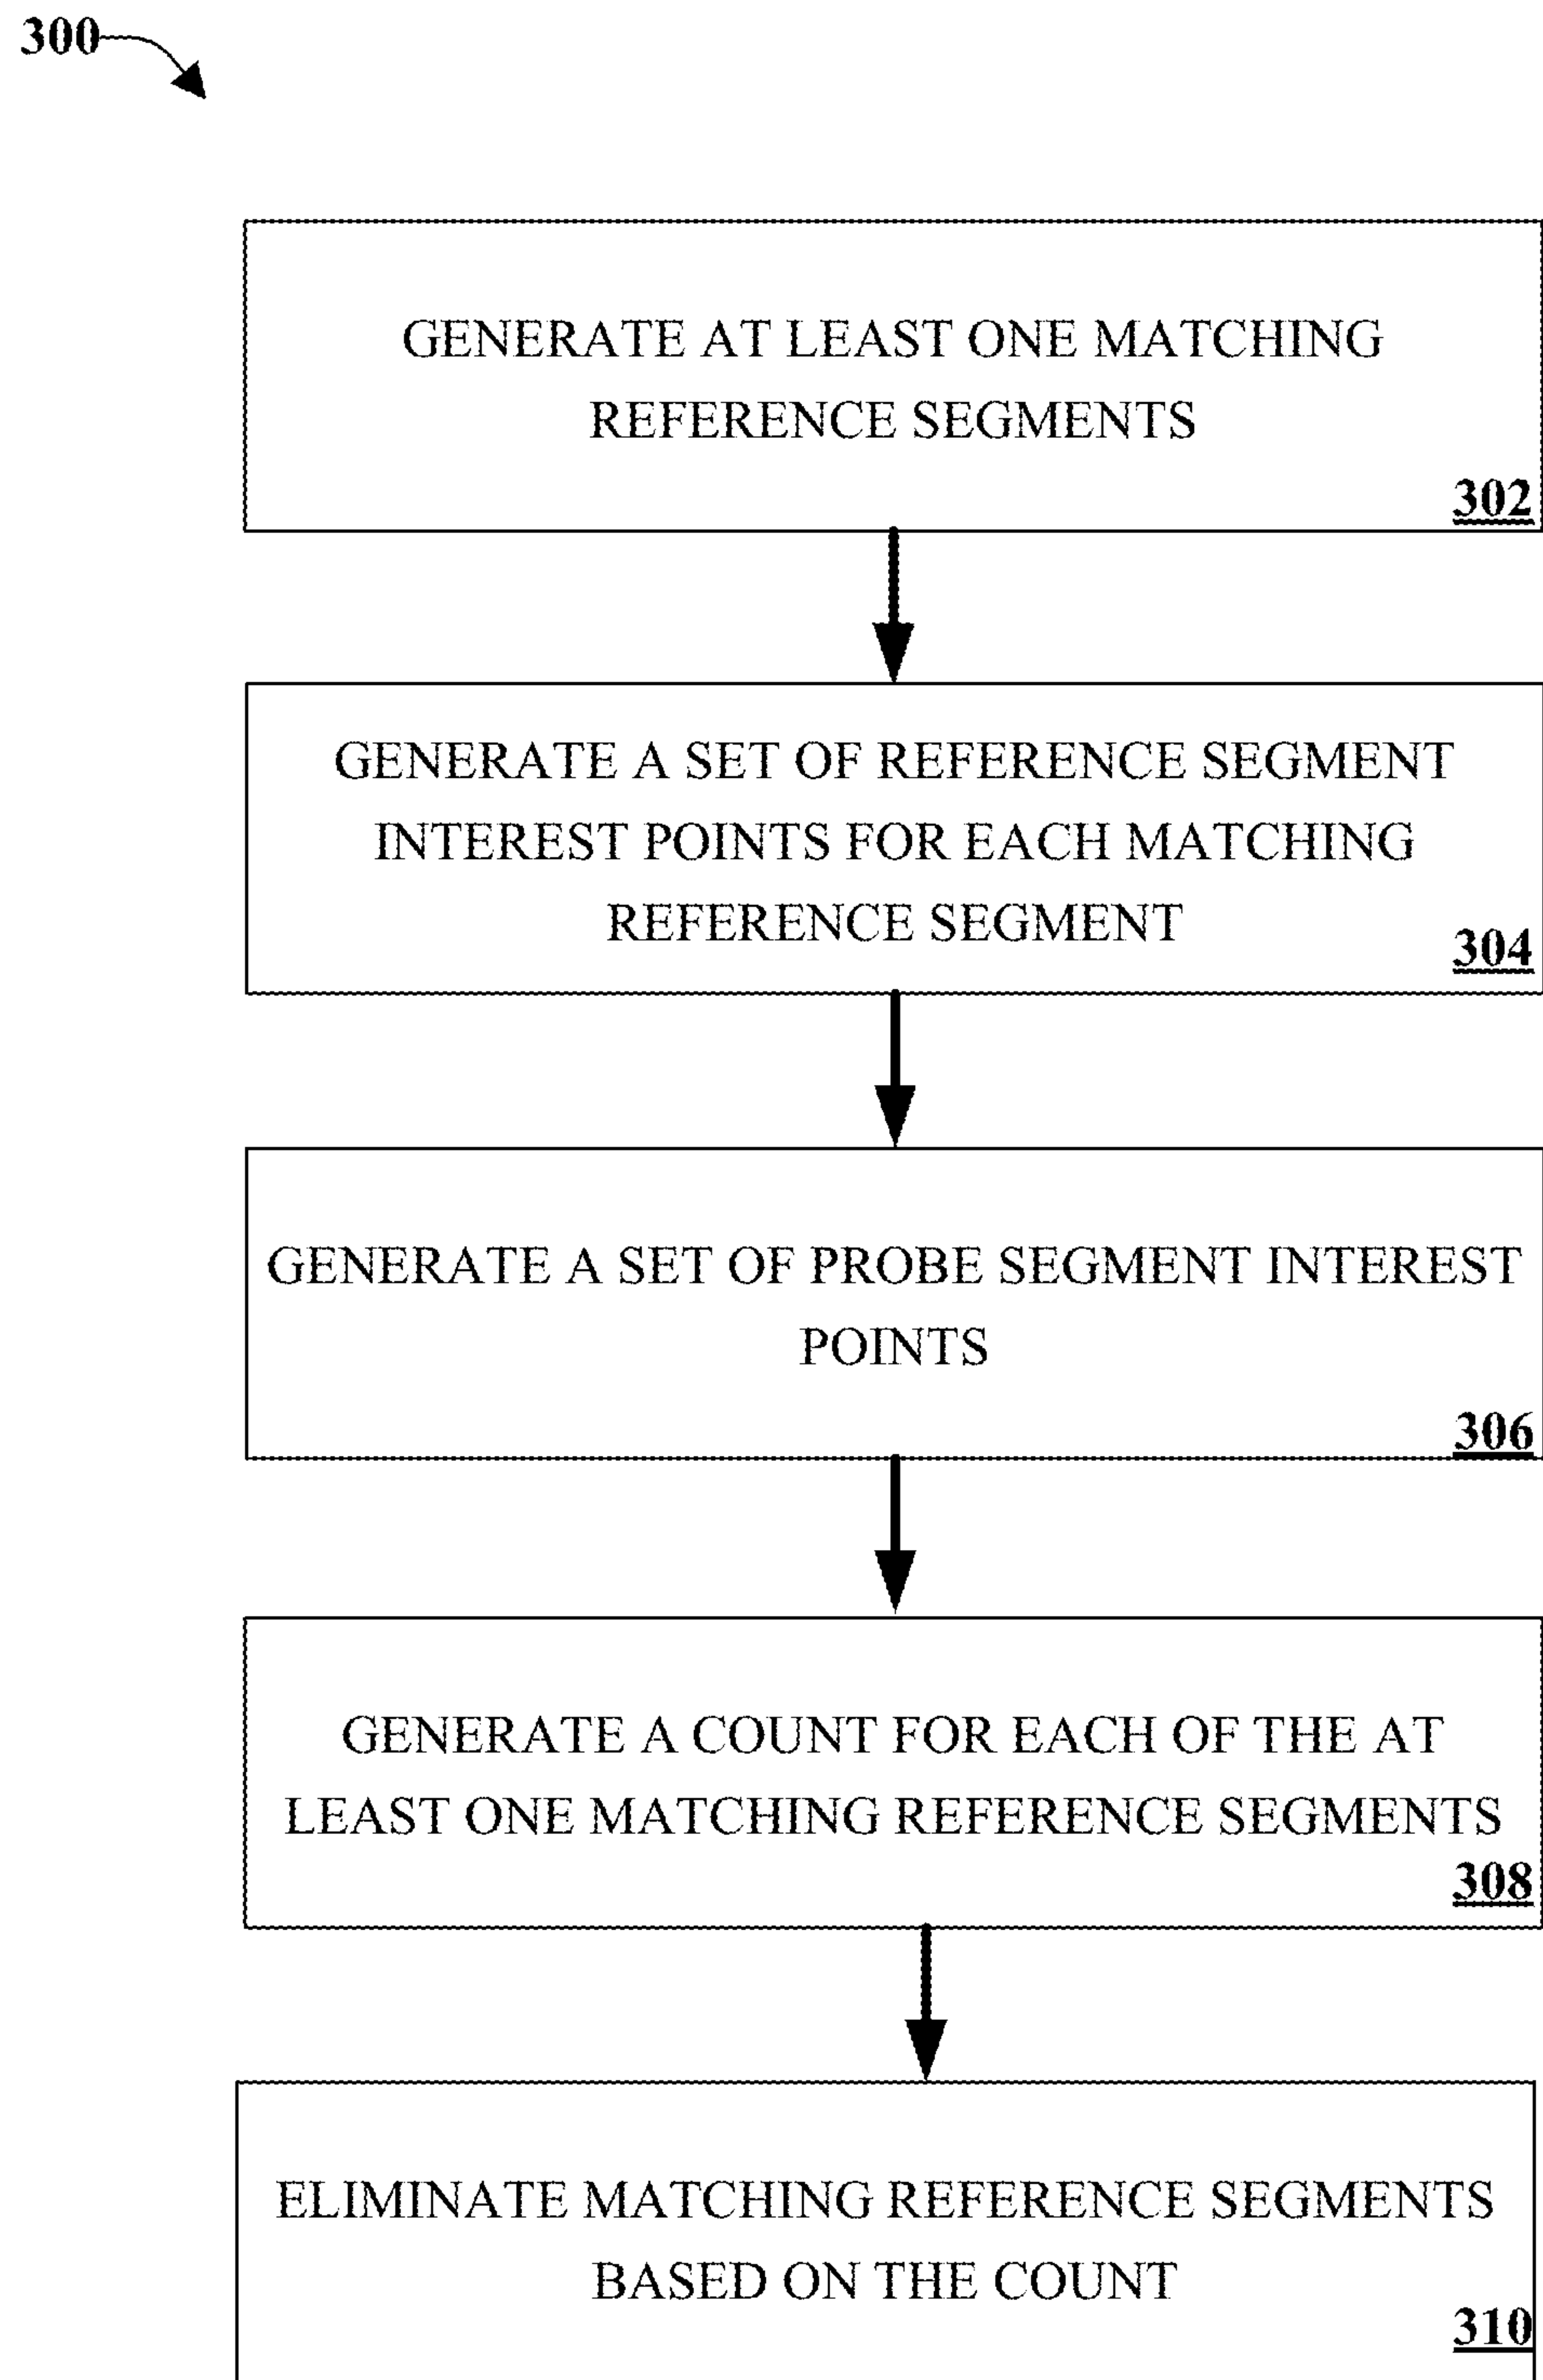 300
GENERATE AT LEAST ONE MATCHING
REFERENCE SEGMENTS
302
GENERATE A SET OF REFERENCE SEGMENT
INTEREST POINTS FOR EACH MATCHING
REFERENCE SEGMENT
304
GENERATE A SET OF PROBE SEGMENT INTEREST
POINTS
306
GENERATE A COUNT FOR EACH OF THE AT
LEAST ONE MATCHING REFERENCE SEGMENTS
308
ELIMINATE MATCHING REFERENCE SEGMENTS
BASED ON THE COUNT
310